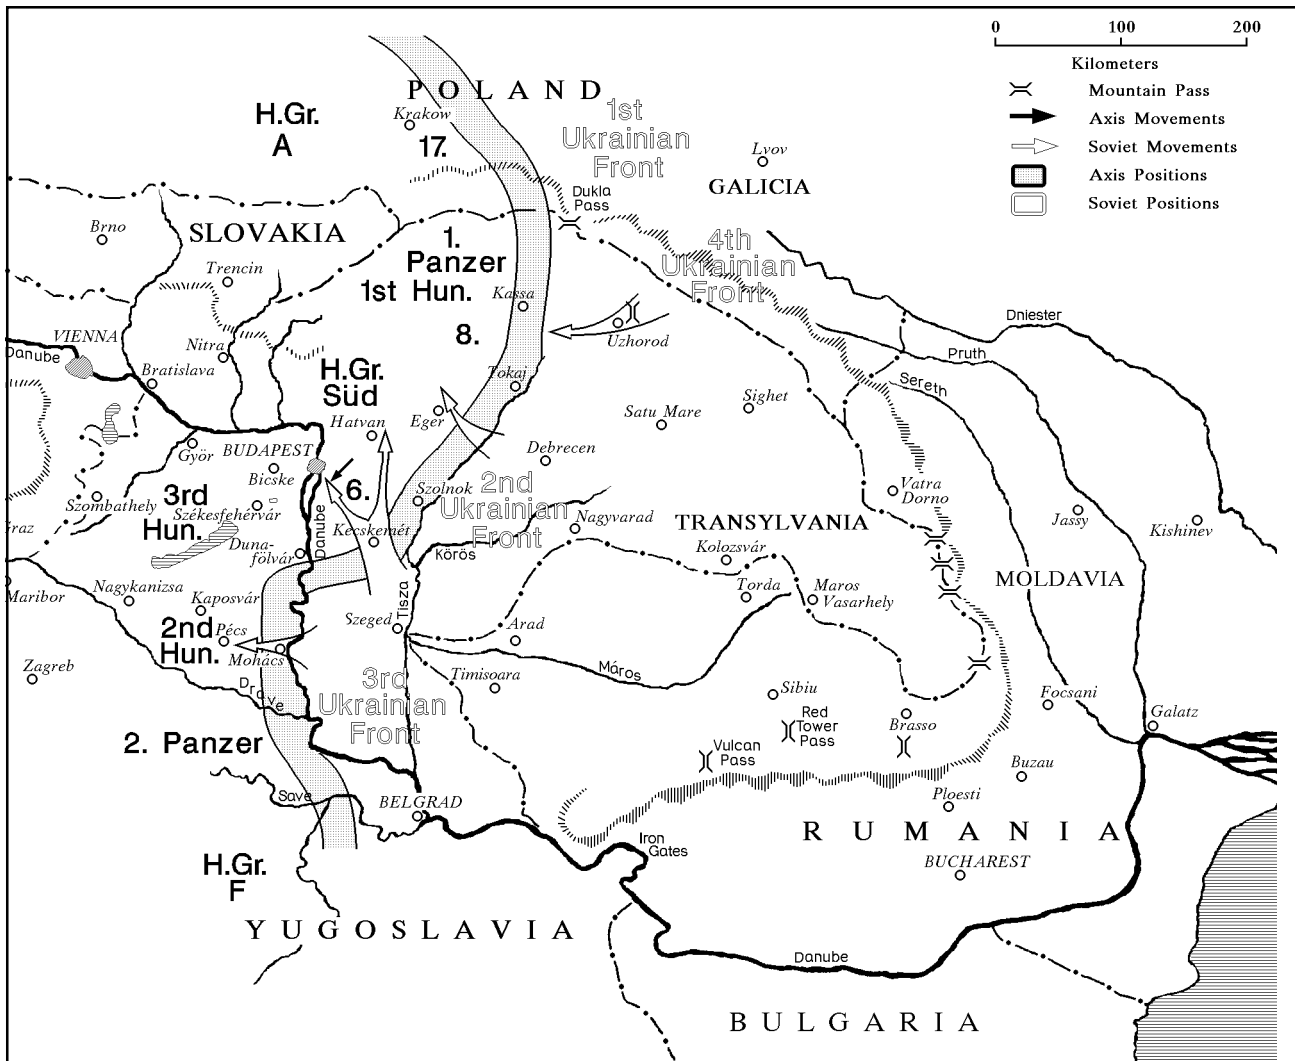 0 100 200
Kilometers
Mountain Pass
Axis Movements
Soviet Movements
Axis Positions
Soviet Positions
POLAND
H.Gr.
A
Krakow
17.
1st
Ukrainian
Front
Lvov
GALICIA
Dukla
Pass
Brno
SLOVAKIA
Trencin
1.
Panzer
1st Hun.
Kassa
8.
4th
Ukrainian
Front
Uzhorod
Dniester
Pruth
Sereth
VIENNA
Danube
Nitra
Bratislava
H.Gr.
Süd
Hatvan
Tokaj
Eger
Satu Mare
Sighet
Györ
BUDAPEST
Bicske
Debrecen
Szombathely
3rd
Hun.
Székesfehérvár
6.
Szolnok
2nd
Ukrainian
Front
Vatra
Dorno
Jassy
Kishinev
Nagyvarad
TRANSYLVANIA
Kolozsvár
Kecskemét
Danube
Duna-
földvár
Körös
Maribor
Nagykanizsa
Kaposvár
Tisza
Torda
Maros
Vasarhely
MOLDAVIA
2nd
Hun.
Pécs
Mohács
Szeged
Arad
Máros
Zagreb
Drave
3rd
Ukrainian
Front
Timisoara
Sibiu
Red
Tower
Pass
Brasso
Focsani
Galatz
2. Panzer
Vulcan
Pass
Buzau
Save
BELGRAD
Ploesti
RUMANIA
Iron
Gates
BUCHAREST
H.Gr.
F
YUGOSLAVIA
Danube
BULGARIA